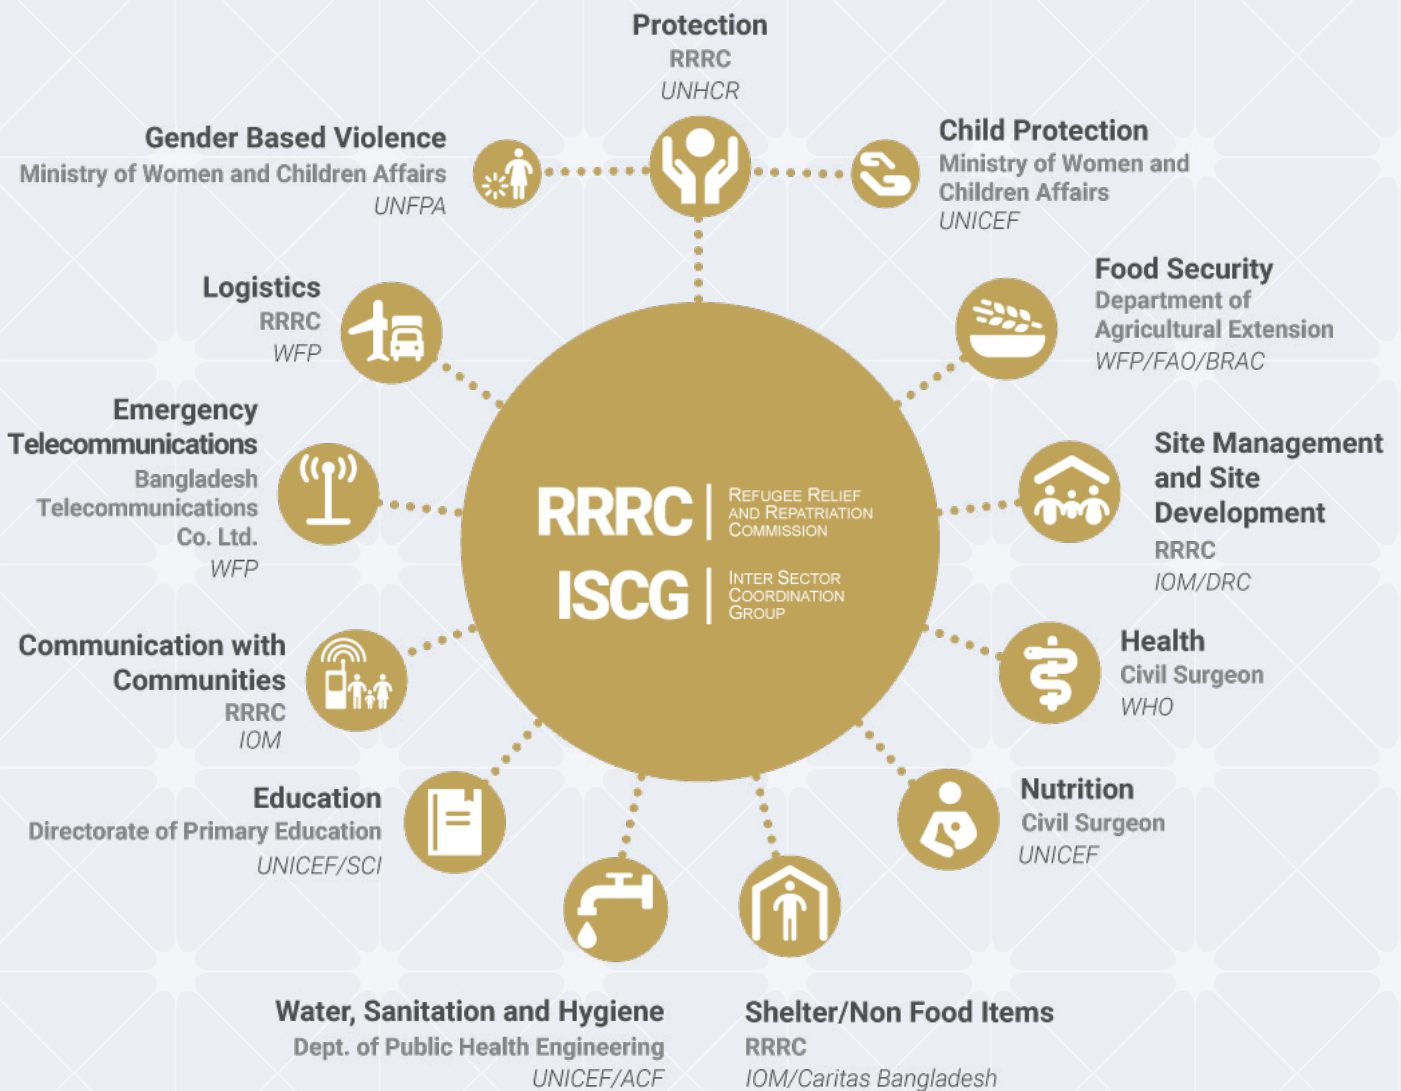 Protection
RRRC
UNHCR
Gender Based Violence
Ministry of Women and Children Affairs
UNFPA
Child Protection
Ministry of Women and
Children Affairs
UNICEF
Logistics
RRRC
WFP
Food Security
Department of
Agricultural Extension
WFP/FAO/BRAC
Emergency
Telecommunications
Bangladesh
Telecommunications
Co. Ltd.
WFP
RRRC
REFUGEE RELIEF
AND REPATRIATION
COMMISSION
ISCG
INTER SECTOR
COORDINATION
GROUP
Site Management
and Site
Development
RRRC
IOM/DRC
Communication with
Communities
RRRC
IOM
Health
Civil Surgeon
WHO
Education
Directorate of Primary Education
UNICEF/SCI
Nutrition
Civil Surgeon
UNICEF
Water, Sanitation and Hygiene
Dept. of Public Health Engineering
UNICEF/ACF
Shelter/Non Food Items
RRRC
IOM/Caritas Bangladesh